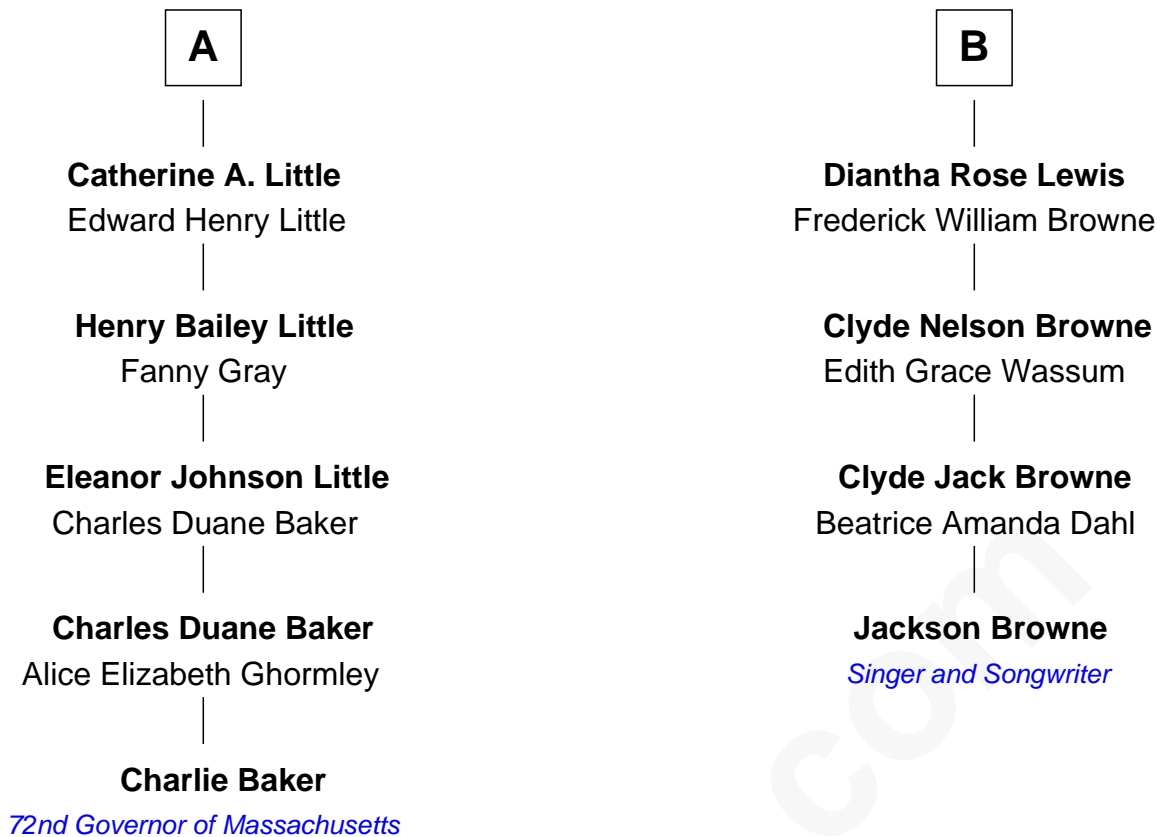 A
Catherine A. Little
Edward Henry Little
Henry Bailey Little
Fanny Gray
Eleanor Johnson Little
Charles Duane Baker
Charles Duane Baker
Alice Elizabeth Ghormley
Charlie Baker
72nd Governor of Massachusetts
B
Diantha Rose Lewis
Frederick William Browne
Clyde Nelson Browne
Edith Grace Wassum
Clyde Jack Browne
Beatrice Amanda Dahl
Jackson Browne
Singer and Songwriter
com